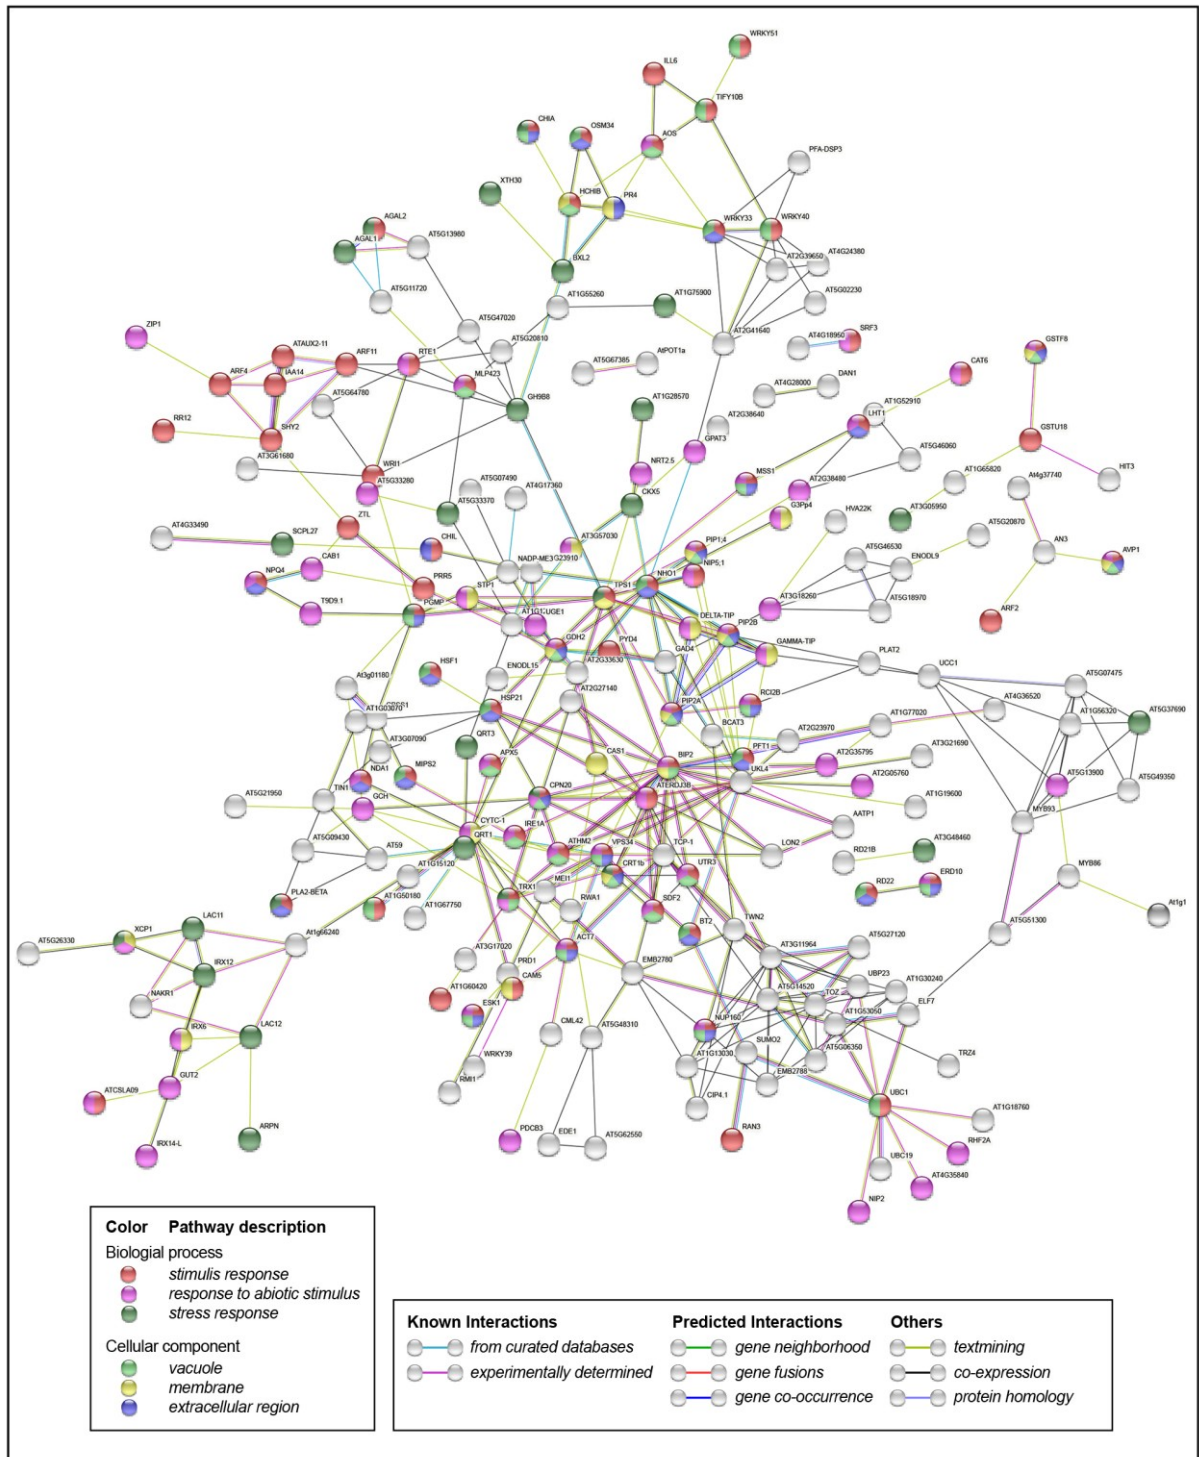 WRKY51
ILL6
TIFY10B
CHIA
OSM34
AOS
PFA-DSP3
XTH30
HCHIB
PR4
WRKY33
WRKY40
AGAL2
AGAL1
AT5G13980
BXL2
AT2G39650
AT4G24380
AT5G11720
AT1G55260
AT1G75900
AT5G02230
ZIP1
AT5G47020
AT5G20810
AT2G41640
AT4G18950
SRF3
GSTF8
ATAUX2-11
ARF11
RTE1
AtPOT1a
AT5G67385
ARF4
IAA14
MLP423
DAN1
AT4G28000
CAT6
AT5G64780
GH9B8
AT1G28570
AT1G52910
LHT1
RR12
SHY2
AT2G38640
GSTU18
AT3G61680
WRI1
GPAT3
AT5G46060
NRT2.5
MSS1
AT1G65820
HIT3
AT5G33280
AT5G07490
AT2G38480
At4g37740
AT4G17360
CKX5
G3Pp4
AT5G33370
AT3G05950
AT4G33490
SCPL27
ZTL
HVA22K
AT5G20870
CHIL
AT3G57030
PIP1;4
AN3
CAB1
NADP-ME3
G23910
AT5G46530
ENODL9
AVP1
NPQ4
PRR5
STP1
TPS1
NHO1
NIP5;1
T9D9.1
PGMP
AT3G18260
AT5G18970
UGE1
DELTA-TIP
ARF2
PIP2B
GDH2
PYD4
GAMMA-TIP
GAD4
PLAT2
AT2G33630
UCC1
HSF1
ENODL15
AT5G07475
At3g01180
AT2G27140
PIP2A
RCI2B
AT4G36520
HSP21
AT5G37690
AT1G03070
BCAT3
AT2G23970
AT1G77020
AT1G56320
AT3G07090
QRT3
APX5
CAS1
BIP2
PFT1
AT2G35795
AT3G21690
NDA1
MIPS2
UKL4
AT2G05760
AT5G13900
AT5G49350
TIN1
GCH
CPN20
ATERDJ3B
AT5G21950
AT1G19600
MYB93
CYTC-1
IRE1A
AATP1
AT5G09430
AT59
QRT1
ATHM2
VPS34
TCP-1
LON2
RD21B
AT3G48460
AT1G15120
MEI1
CRT1b
UTR3
MYB86
PLA2-BETA
AT1G50180
TRX1
RD22
ERD10
AT1G67750
RWA1
SDF2
At1g1
LAC11
TWN2
XCP1
At1g66240
BT2
AT5G51300
AT5G26330
ACT7
AT3G11964
AT5G27120
AT3G17020
IRX12
PRD1
EMB2780
UBP23
AT1G30240
NAKR1
CAM5
AT5G14520
TOZ
AT1G60420
ELF7
ESK1
NUP160
AT1G53050
IRX6
LAC12
CML42
AT5G48310
SUMO2
AT5G06350
AT1G13030
TRZ4
WRKY39
GUT2
RMI1
EMB2788
ATCSLA09
CIP4.1
UBC1
AT1G18760
ARPN
PDCB3
EDE1
RAN3
IRX14-L
AT5G62550
RHF2A
UBC19
AT4G35840
NIP2
Color Pathway description
Biologial process
stimulis response
response to abiotic stimulus
stress response
Cellular component
vacuole
membrane
extracellular region
Known Interactions
from curated databases
experimentally determined
Predicted Interactions
gene neighborhood
gene fusions
gene co-occurrence
Others
textmining
co-expression
protein homology